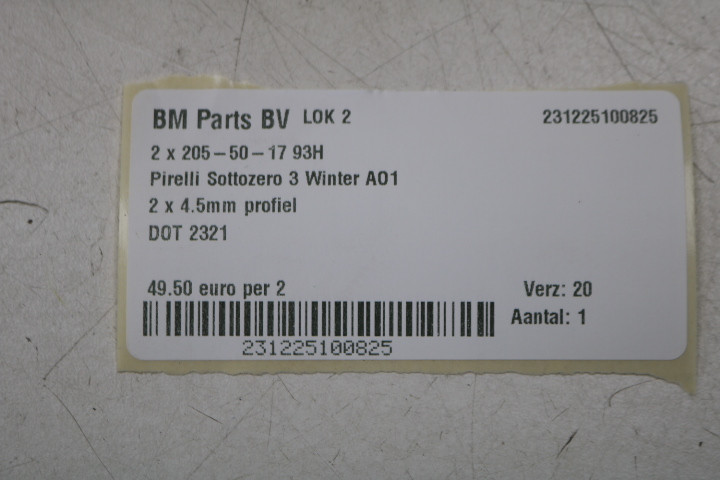 BM Parts BV LOK 2 231225100825
2 x 205-50-17 93H
Pirelli Sottozero 3 Winter AO1
2 x 4.5mm profiel
DOT 2321
49.50 euro per 2 Verz: 20
Aantal: 1
231225100825